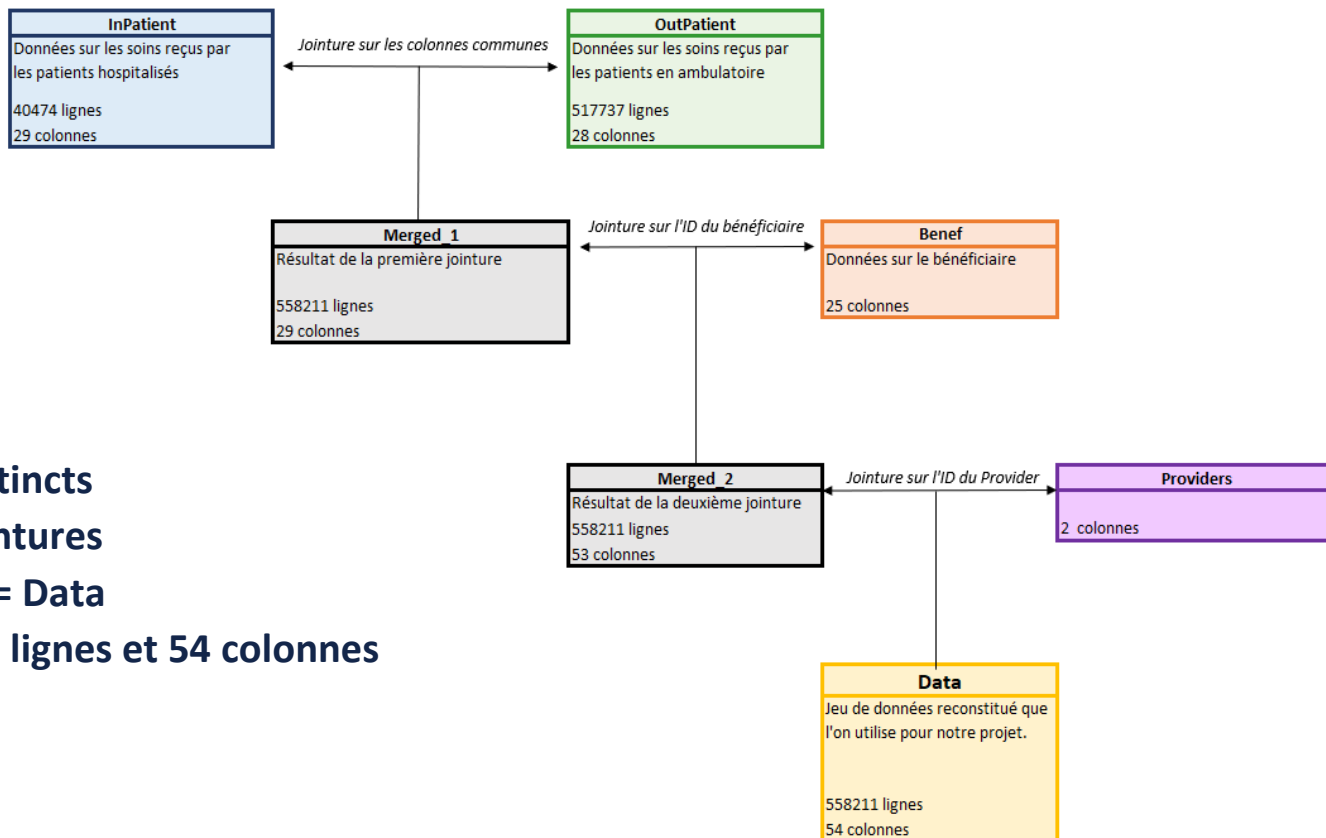 InPatient
Données sur les soins reçus par
les patients hospitalisés
40474 lignes
29 colonnes
Jointure sur les colonnes communes
OutPatient
Données sur les soins reçus par
les patients en ambulatoire
517737 lignes
28 colonnes
Merged_1
Résultat de la première jointure
558211 lignes
29 colonnes
Jointure sur l'ID du bénéficiaire
Benef
Données sur le bénéficiaire
25 colonnes
Merged_2
Résultat de la deuxième jointure
558211 lignes
53 colonnes
Jointure sur l'ID du Provider
Providers
2 colonnes
tincts
ntures
= Data
lignes et 54 colonnes
Data
Jeu de données reconstitué que
l'on utilise pour notre projet.
558211 lignes
54 colonnes